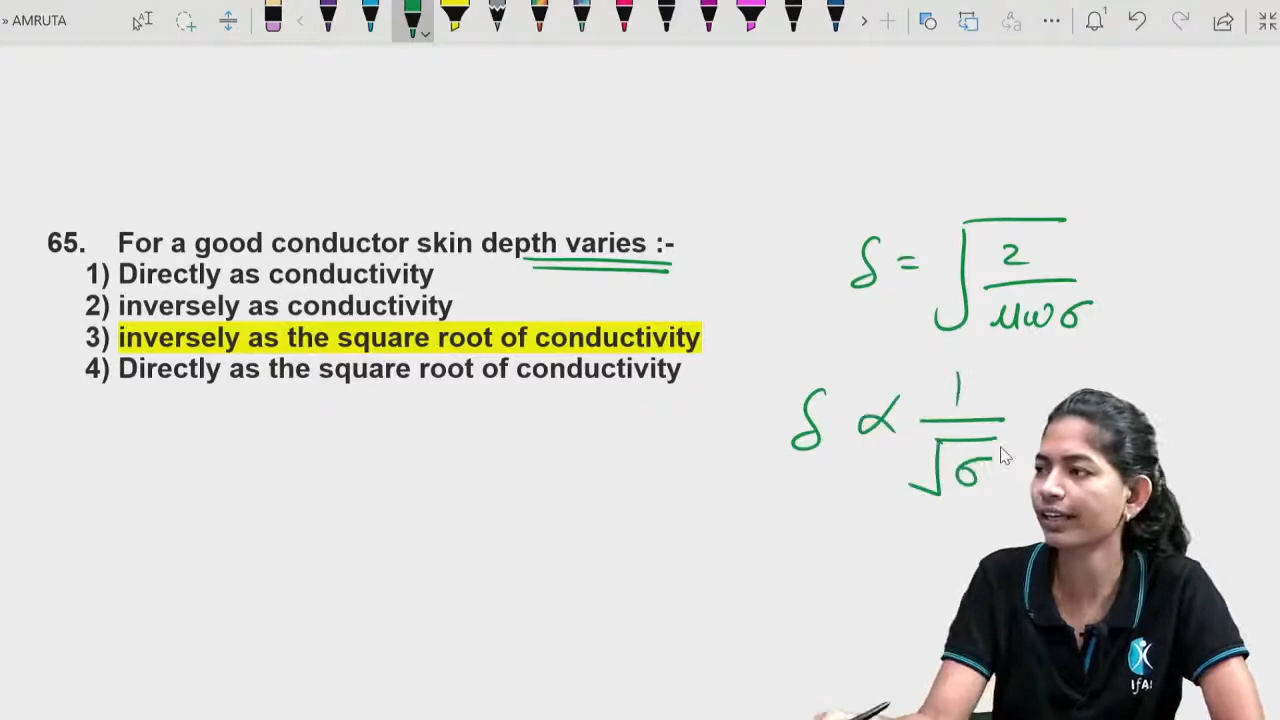 » AMRUTA
65. For a good conductor skin depth varies :-
1) Directly as conductivity
2) inversely as conductivity
3) inversely as the square root of conductivity
4) Directly as the square root of conductivity
δ = √(2/μωσ)
δ ∝ 1/√σ
IFAS